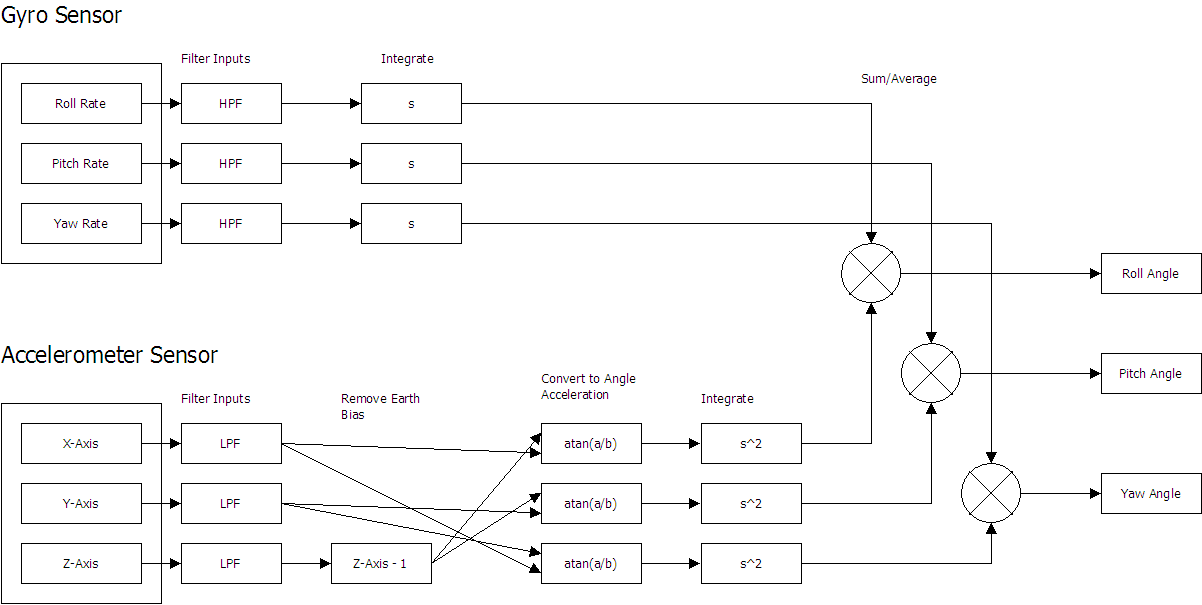 Gyro Sensor
Filter Inputs
Integrate
Sum/Average
Roll Rate
HPF
s
Pitch Rate
HPF
s
Yaw Rate
HPF
s
Roll Angle
Accelerometer Sensor
Pitch Angle
Filter Inputs
Remove Earth
Bias
Convert to Angle
Acceleration
Integrate
X-Axis
LPF
atan(a/b)
s^2
Y-Axis
LPF
atan(a/b)
s^2
Yaw Angle
Z-Axis
LPF
Z-Axis - 1
atan(a/b)
s^2